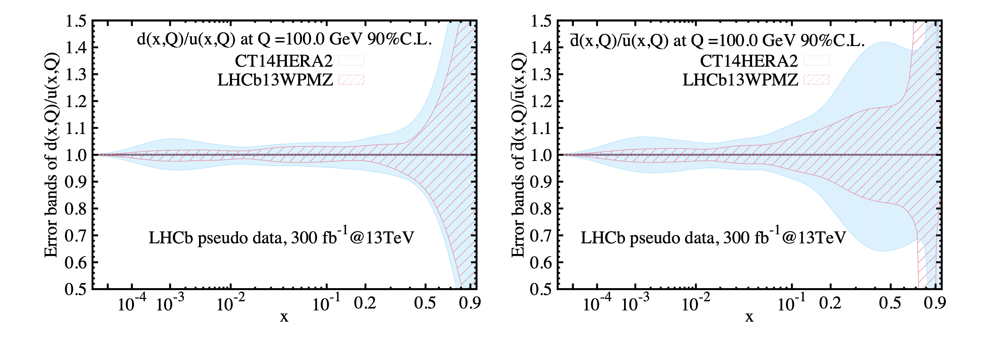 d(x,Q)/u(x,Q) at Q =100.0 GeV 90%C.L.
CT14HERA2
LHCb13WPMZ
LHCb pseudo data, 300 fb⁻¹@13TeV
Error bands of d(x,Q)/u(x,Q)
1.5
1.4
1.3
1.2
1.1
1.0
0.9
0.8
0.7
0.6
0.5
10⁻⁴ 10⁻³ 10⁻² 10⁻¹ 0.2 0.5 0.9
x
d̄(x,Q)/ū(x,Q) at Q =100.0 GeV 90%C.L.
CT14HERA2
LHCb13WPMZ
LHCb pseudo data, 300 fb⁻¹@13TeV
Error bands of d̄(x,Q)/ū(x,Q)
1.5
1.4
1.3
1.2
1.1
1.0
0.9
0.8
0.7
0.6
0.5
10⁻⁴ 10⁻³ 10⁻² 10⁻¹ 0.2 0.5 0.9
x